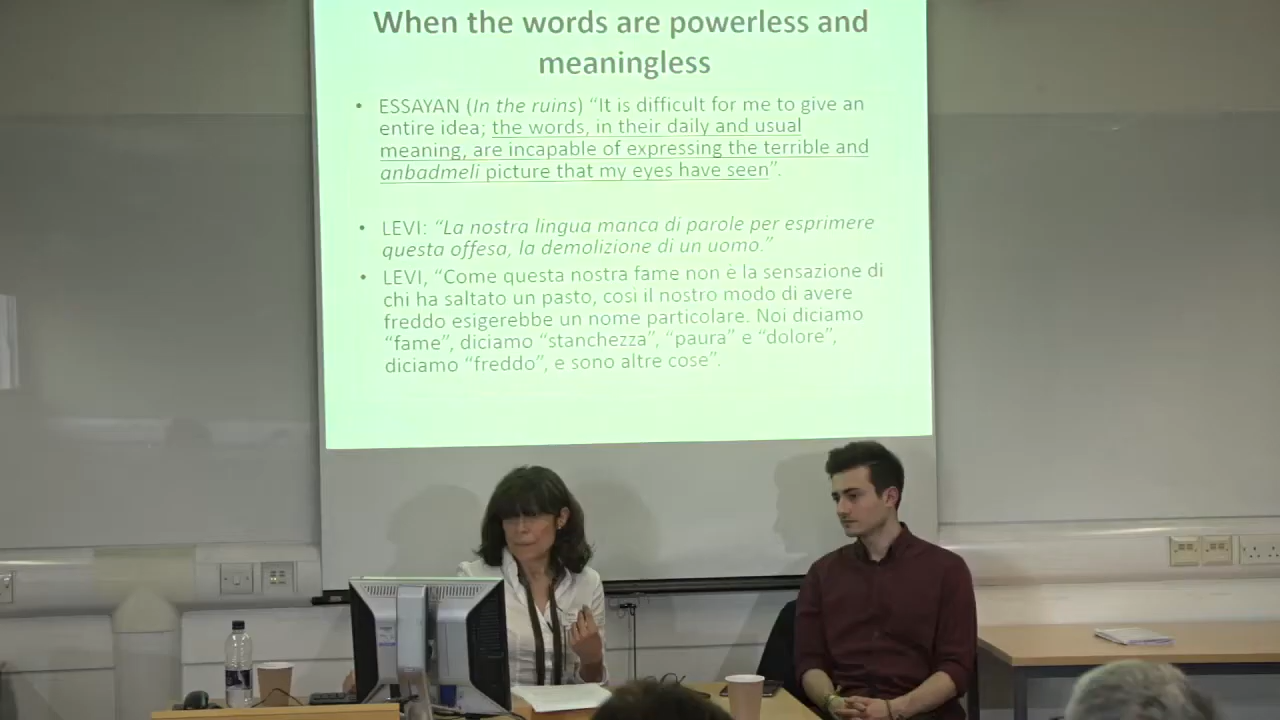 When the words are powerless and
meaningless
• ESSAYAN (In the ruins) “It is difficult for me to give an
entire idea; the words, in their daily and usual
meaning, are incapable of expressing the terrible and
anbadmeli picture that my eyes have seen”.
• LEVI: “La nostra lingua manca di parole per esprimere
questa offesa, la demolizione di un uomo.”
• LEVI, “Come questa nostra fame non è la sensazione di
chi ha saltato un pasto, così il nostro modo di avere
freddo esigerebbe un nome particolare. Noi diciamo
“fame”, diciamo “stanchezza”, “paura” e “dolore”,
diciamo “freddo”, e sono altre cose”.